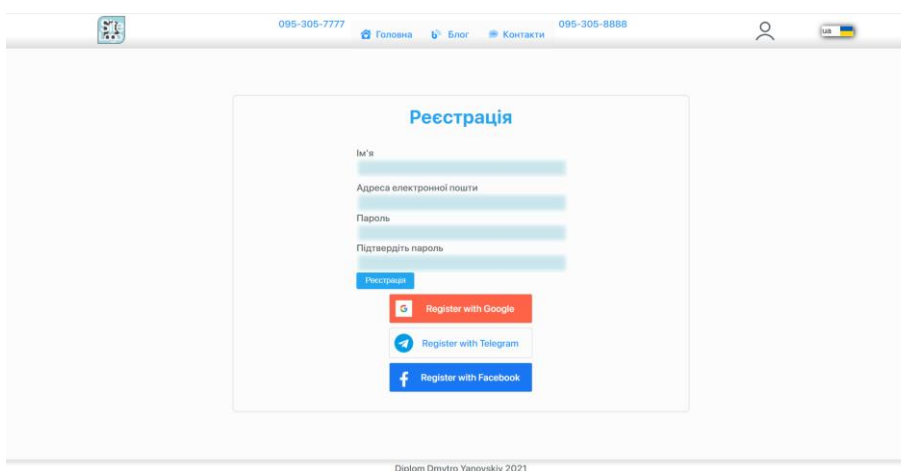 095-305-7777
Головна
Блог
Контакти
095-305-8888
ua
Реєстрація
Ім'я
Адреса електронної пошти
Пароль
Підтвердіть пароль
Реєстрація
Register with Google
Register with Telegram
Register with Facebook
Diplom Dmytro Yanovskiy 2021